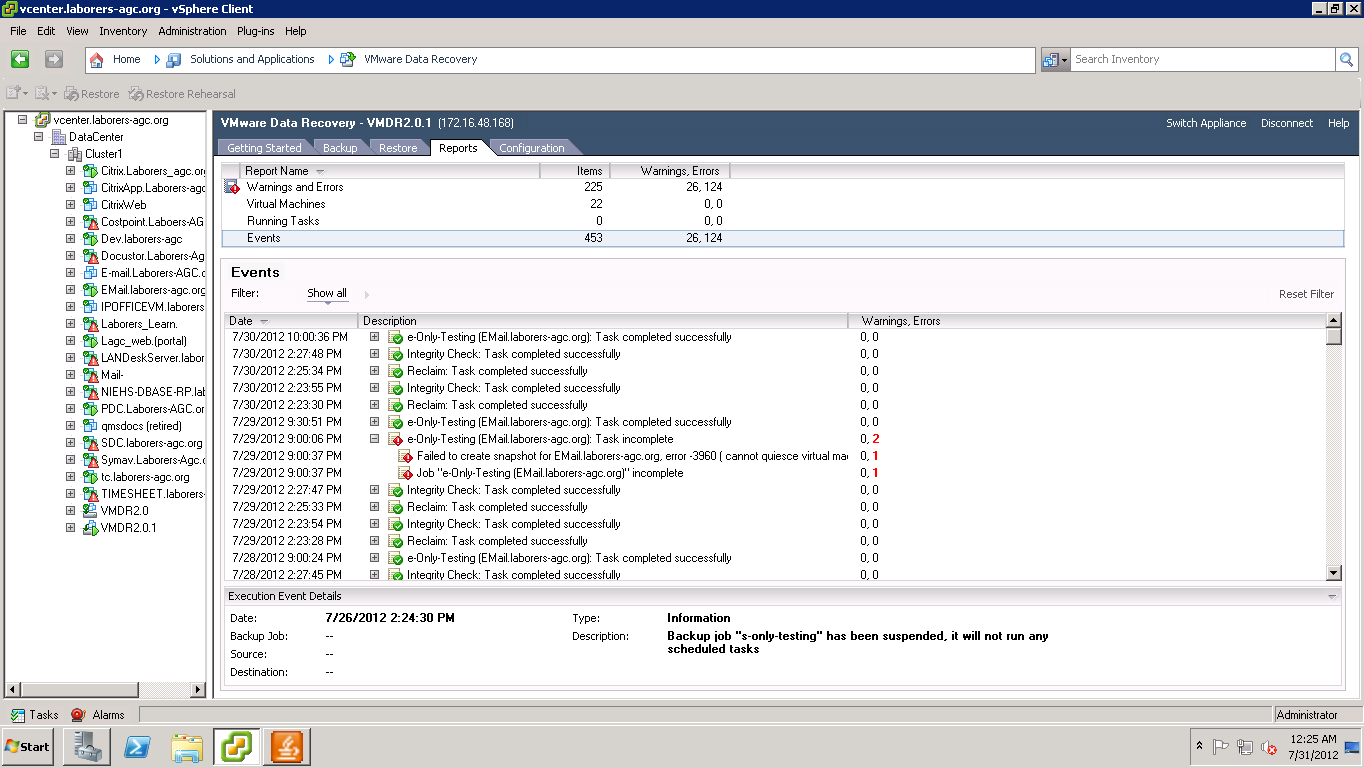 vcenter.laborers-agc.org - vSphere Client
File Edit View Inventory Administration Plug-ins Help
Home Solutions and Applications VMware Data Recovery Search Inventory
Restore Restore Rehearsal
vcenter.laborers-agc.org
DataCenter
Cluster1
Citrix.Laborers_agc.org
CitrixApp.Laborers-agc
CitrixWeb
Costpoint.Laboers-AG
Dev.laborers-agc
Docustor.Laborers-Ag
E-mail.Laborers-AGC.o
EMail.laborers-agc.org
IPOFFICEVM.laborers
Laborers_Learn.
Lagc_web.(portal)
LANDeskServer.labor
Mail-
NIEHS-DBASE-RP.lab
PDC.Laborers-AGC.or
qmsdocs (retired)
SDC.laborers-agc.org
Symav.Laborers-Agc.
tc.laborers-agc.org
TIMESHEET.laborers-
VMDR2.0
VMDR2.0.1
VMware Data Recovery - VMDR2.0.1 (172.16.48.168) Switch Appliance Disconnect Help
Getting Started Backup Restore Reports Configuration
Report Name Items Warnings, Errors
Warnings and Errors 225 26, 124
Virtual Machines 22 0, 0
Running Tasks 0 0, 0
Events 453 26, 124
Events
Filter: Show all Reset Filter
Date Description Warnings, Errors
7/30/2012 10:00:36 PM e-Only-Testing (EMail.laborers-agc.org): Task completed successfully 0, 0
7/30/2012 2:27:48 PM Integrity Check: Task completed successfully 0, 0
7/30/2012 2:25:34 PM Reclaim: Task completed successfully 0, 0
7/30/2012 2:23:55 PM Integrity Check: Task completed successfully 0, 0
7/30/2012 2:23:30 PM Reclaim: Task completed successfully 0, 0
7/29/2012 9:30:51 PM e-Only-Testing (EMail.laborers-agc.org): Task completed successfully 0, 0
7/29/2012 9:00:06 PM e-Only-Testing (EMail.laborers-agc.org): Task incomplete 0, 2
7/29/2012 9:00:37 PM Failed to create snapshot for EMail.laborers-agc.org, error -3960 ( cannot quiesce virtual mac 0, 1
7/29/2012 9:00:37 PM Job "e-Only-Testing (EMail.laborers-agc.org)" incomplete 0, 1
7/29/2012 2:27:47 PM Integrity Check: Task completed successfully 0, 0
7/29/2012 2:25:33 PM Reclaim: Task completed successfully 0, 0
7/29/2012 2:23:54 PM Integrity Check: Task completed successfully 0, 0
7/29/2012 2:23:28 PM Reclaim: Task completed successfully 0, 0
7/28/2012 9:00:24 PM e-Only-Testing (EMail.laborers-agc.org): Task completed successfully 0, 0
7/28/2012 2:27:45 PM Integrity Check: Task completed successfully 0, 0
Execution Event Details
Date: 7/26/2012 2:24:30 PM Type: Information
Backup Job: -- Description: Backup job "s-only-testing" has been suspended, it will not run any
scheduled tasks
Source: --
Destination: --
Tasks Alarms Administrator
Start 12:25 AM
7/31/2012